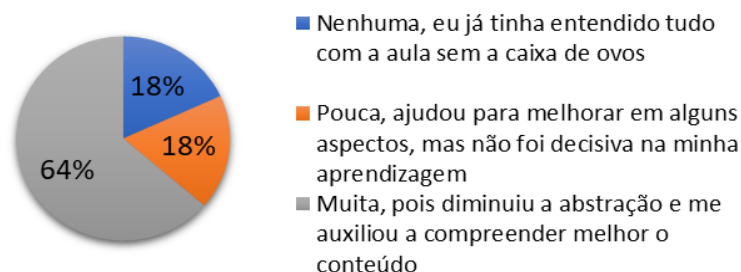 18%
18%
64%
Nenhuma, eu já tinha entendido tudo
com a aula sem a caixa de ovos
Pouca, ajudou para melhorar em alguns
aspectos, mas não foi decisiva na minha
aprendizagem
Muita, pois diminuiu a abstração e me
auxiliou a compreender melhor o
conteúdo